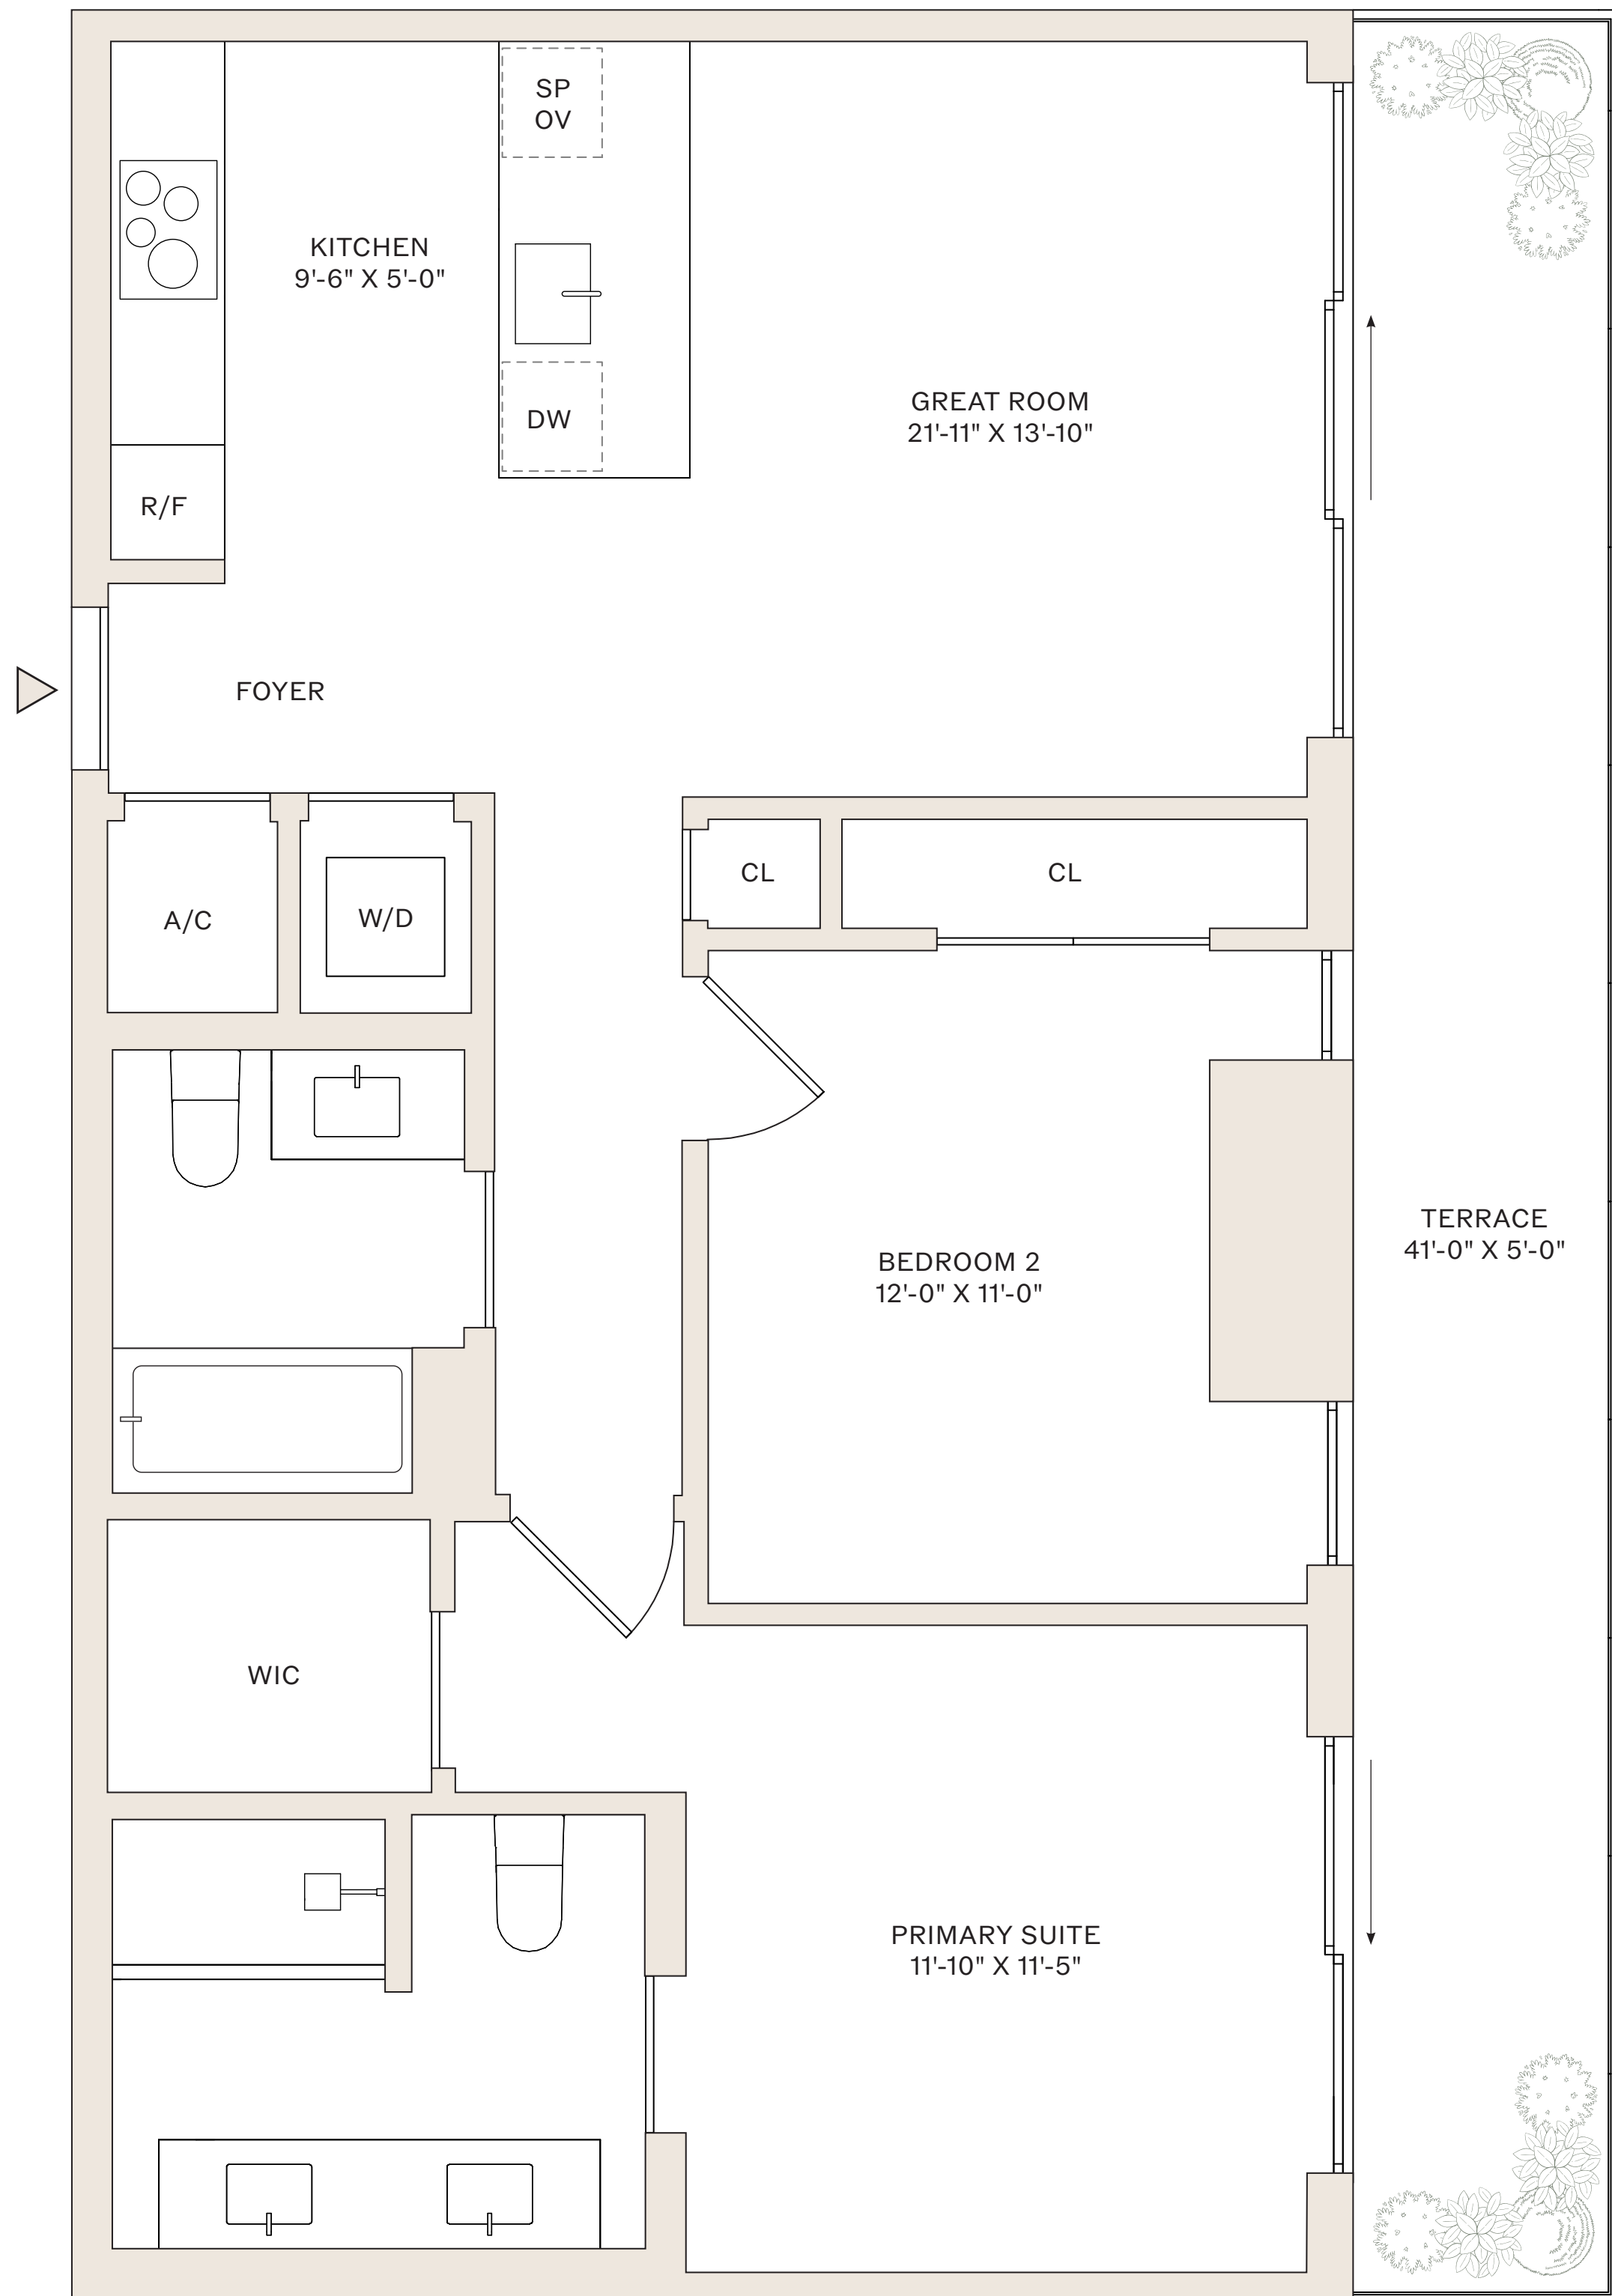 SP
OV
KITCHEN
9'-6" X 5'-0"
DW
GREAT ROOM
21'-11" X 13'-10"
R/F
FOYER
A/C
W/D
CL
CL
TERRACE
41'-0" X 5'-0"
BEDROOM 2
12'-0" X 11'-0"
WIC
PRIMARY SUITE
11'-10" X 11'-5"